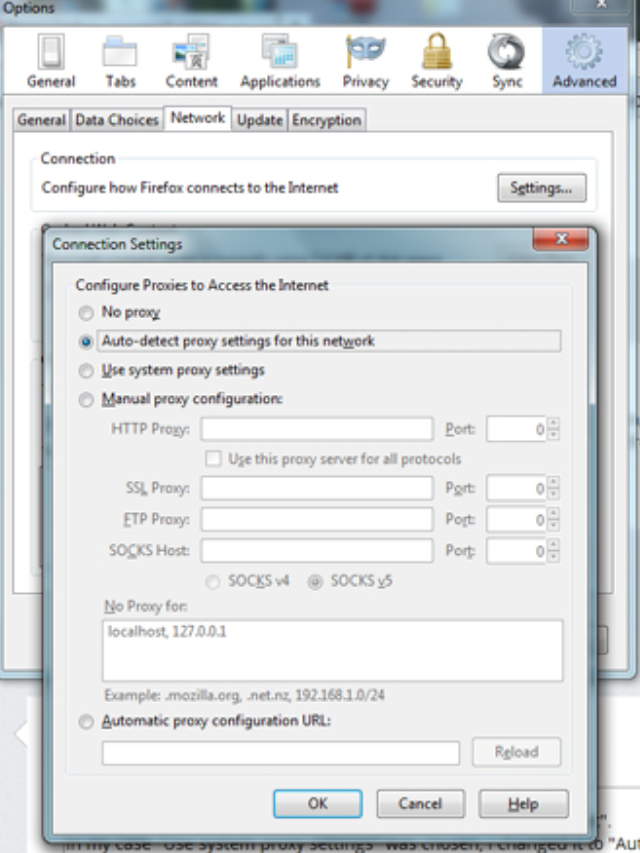 Options
General Tabs Content Applications Privacy Security Sync Advanced
General Data Choices Network Update Encryption
Connection
Configure how Firefox connects to the Internet Settings...
Connection Settings
Configure Proxies to Access the Internet
No proxy
Auto-detect proxy settings for this network
Use system proxy settings
Manual proxy configuration:
HTTP Proxy: Port: 0
Use this proxy server for all protocols
SSL Proxy: Port: 0
FTP Proxy: Port: 0
SOCKS Host: Port: 0
SOCKS v4 SOCKS v5
No Proxy for:
localhost, 127.0.0.1
Example: .mozilla.org, .net.nz, 192.168.1.0/24
Automatic proxy configuration URL:
Reload
OK Cancel Help
In my case "Use system proxy settings" was chosen, I changed it to "Au